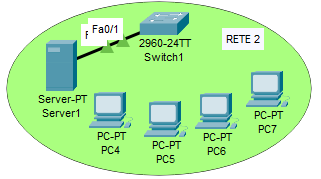 Fa0/1
2960-24TT
Switch1
RETE 2
Server-PT
Server1
PC-PT
PC4
PC-PT
PC5
PC-PT
PC6
PC-PT
PC7